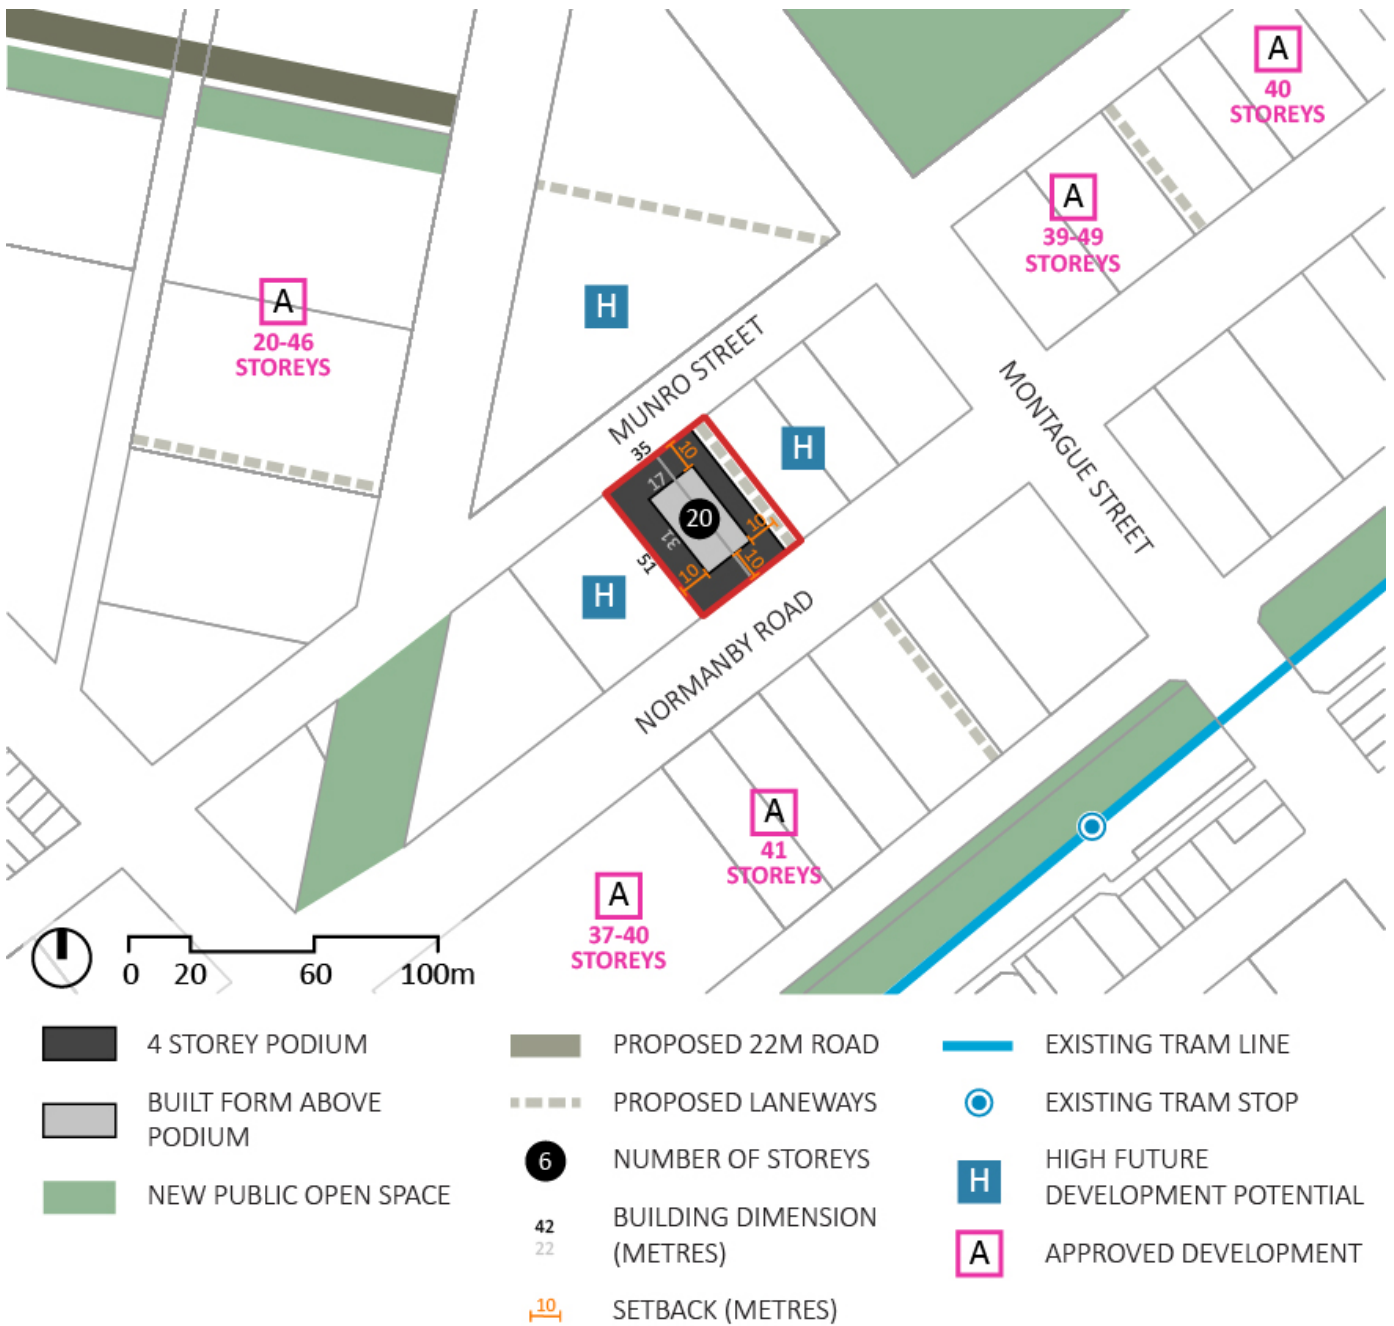 A
40
STOREYS
A
39-49
STOREYS
A
20-46
STOREYS
H
MUNRO STREET
MONTAGUE STREET
H
35
10
17
20
10
31
51
10
10
H
NORMANBY ROAD
A
41
STOREYS
A
37-40
STOREYS
0 20 60 100m
4 STOREY PODIUM
BUILT FORM ABOVE
PODIUM
NEW PUBLIC OPEN SPACE
PROPOSED 22M ROAD
PROPOSED LANEWAYS
6
NUMBER OF STOREYS
42
22
BUILDING DIMENSION
(METRES)
10
SETBACK (METRES)
EXISTING TRAM LINE
EXISTING TRAM STOP
H
HIGH FUTURE
DEVELOPMENT POTENTIAL
A
APPROVED DEVELOPMENT